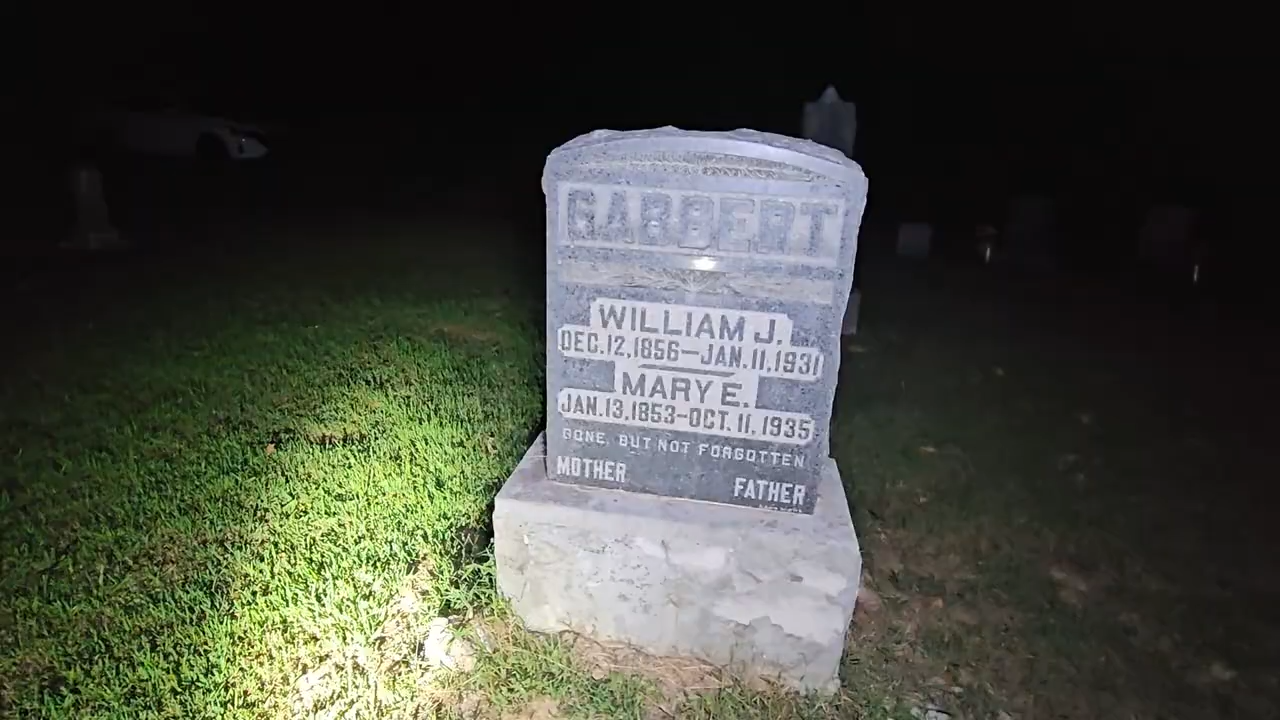 GABBERT
WILLIAM J.
DEC. 12, 1856—JAN. 11, 1931
MARY E.
JAN. 13, 1853—OCT. 11, 1935
GONE, BUT NOT FORGOTTEN
MOTHER
FATHER